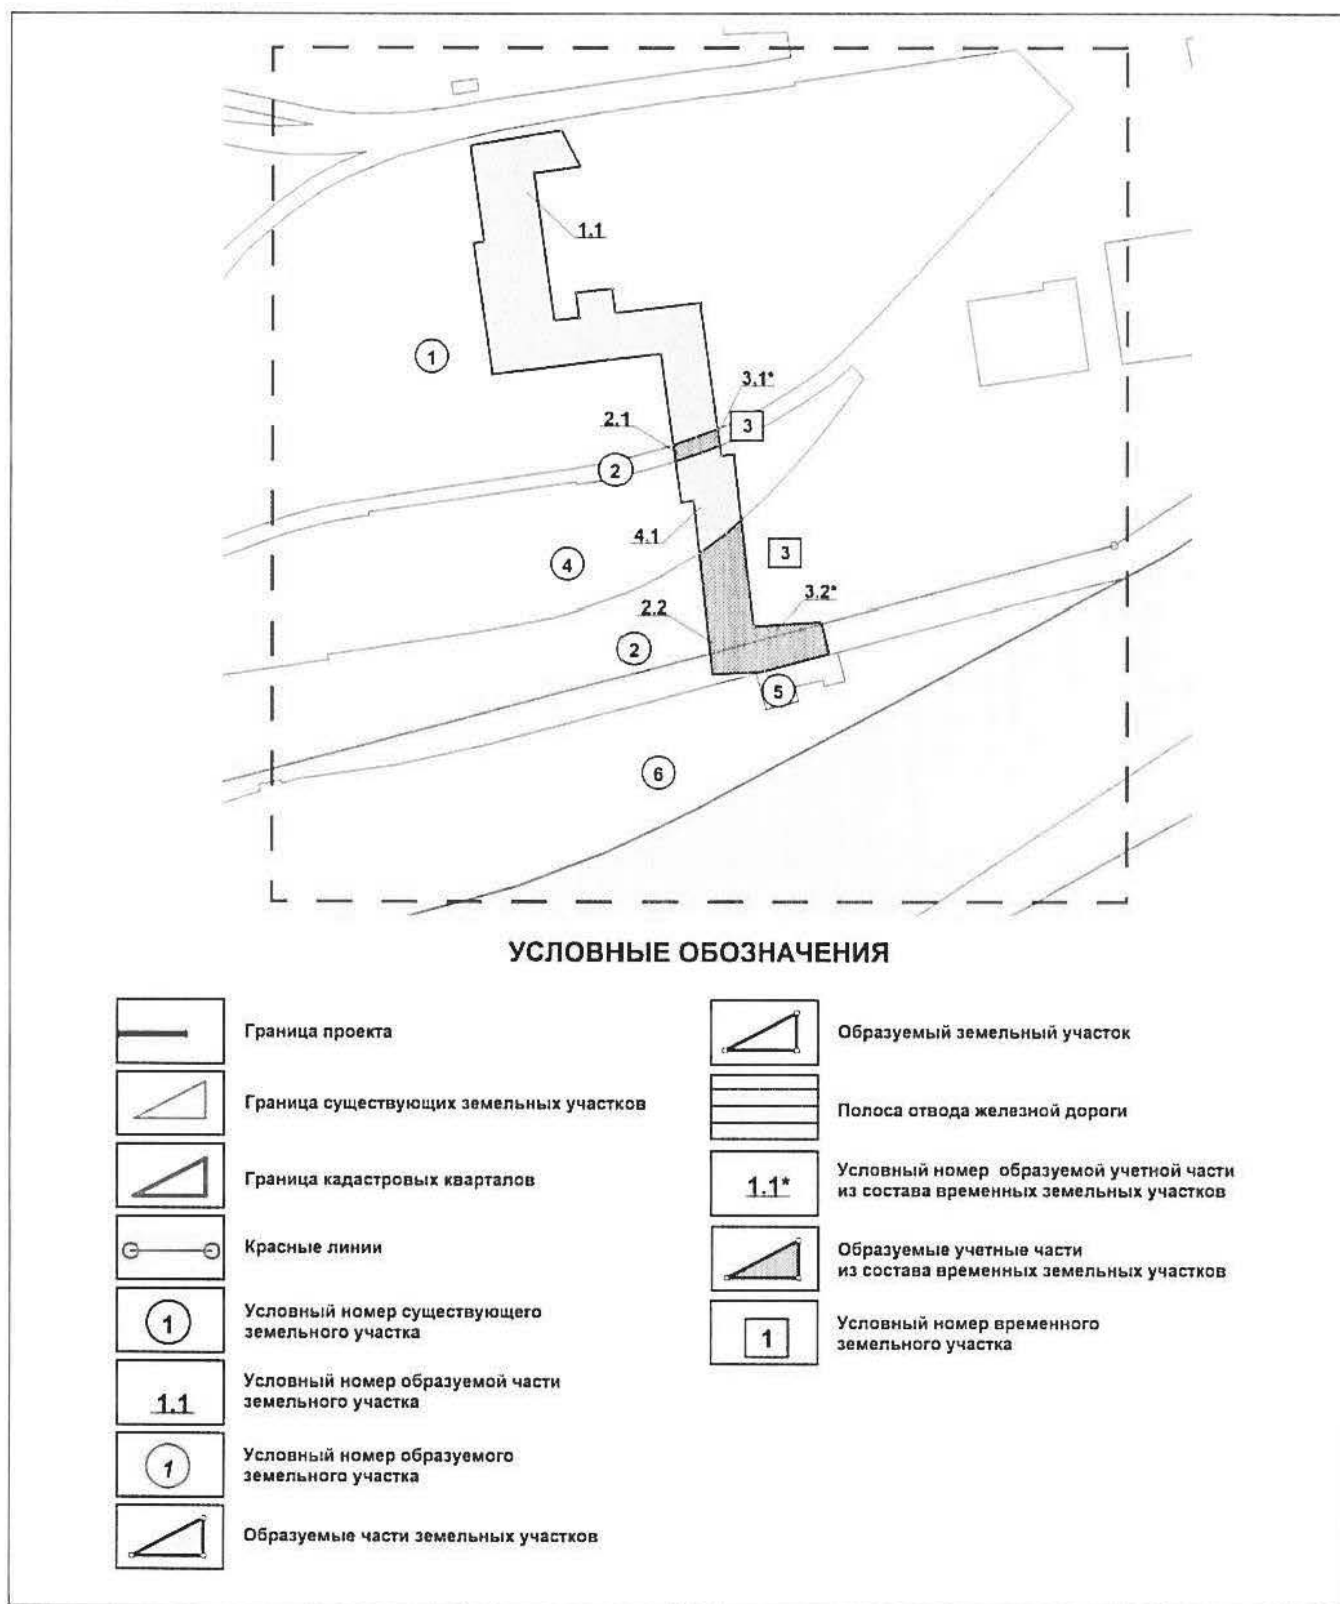 1.1
1
3.1*
2.1
3
2
4.1
3
4
3.2*
2.2
2
5
6
УСЛОВНЫЕ ОБОЗНАЧЕНИЯ
Граница проекта
Граница существующих земельных участков
Граница кадастровых кварталов
Красные линии
1
Условный номер существующего
земельного участка
1.1
Условный номер образуемой части
земельного участка
1
Условный номер образуемого
земельного участка
Образуемые части земельных участков
Образуемый земельный участок
Полоса отвода железной дороги
1.1*
Условный номер образуемой учетной части
из состава временных земельных участков
Образуемые учетные части
из состава временных земельных участков
1
Условный номер временного
земельного участка